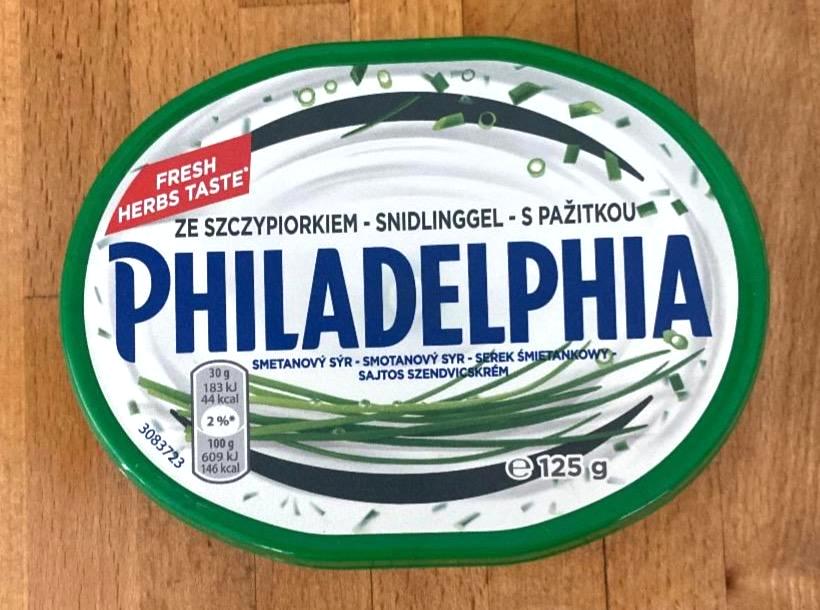 FRESH
HERBS TASTE*
ZE SZCZYPIORKIEM - SNIDLINGGEL - S PAŽITKOU
PHILADELPHIA
SMETANOVÝ SÝR - SMOTANOVÝ SYR - SEREK ŚMIETANKOWY -
SAJTOS SZENDVICSKRÉM
30 g
183 kJ
44 kcal
2 %*
100 g
609 kJ
146 kcal
3083723
℮ 125 g